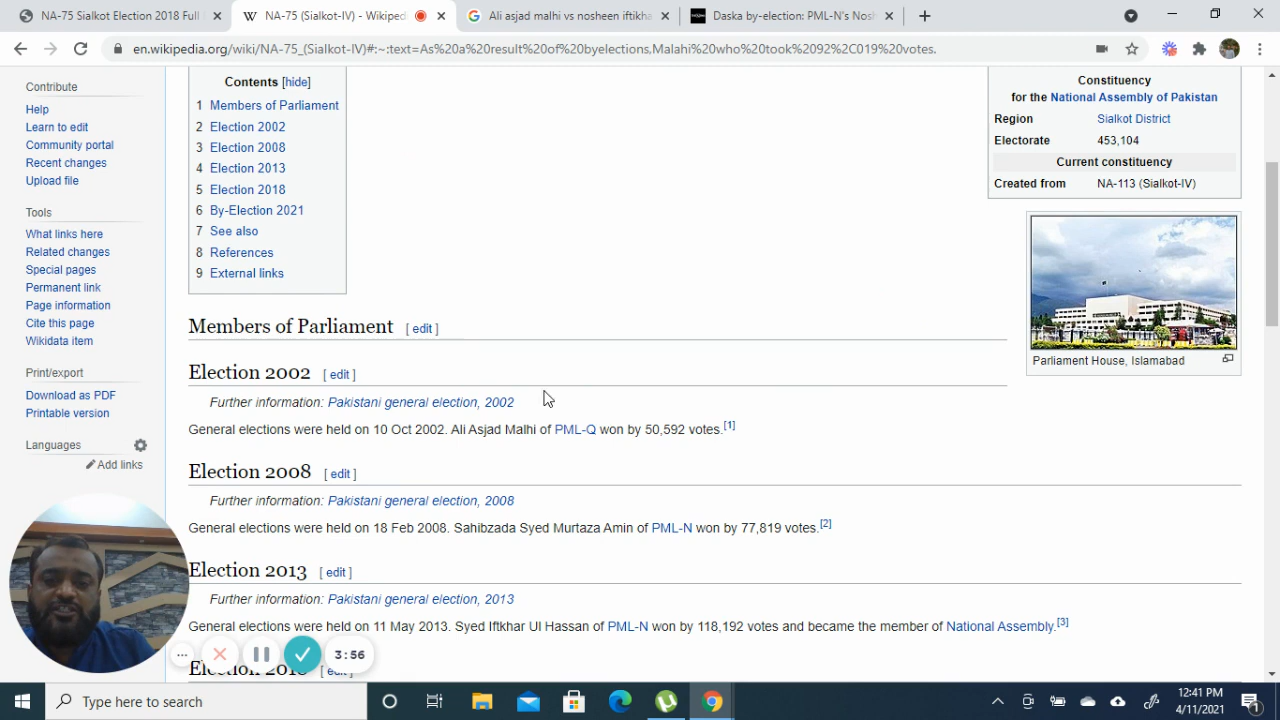 NA-75 Sialkot Election 2018 Full
NA-75 (Sialkot-IV) - Wikiped
Ali asjad malhi vs nosheen iftikha
Daska by-election: PML-N's Nosh
en.wikipedia.org/wiki/NA-75_(Sialkot-IV)#:~:text=As%20a%20result%20of%20byelections,Malahi%20who%20took%2092%2C019%20votes.
Contribute
Help
Learn to edit
Community portal
Recent changes
Upload file
Tools
What links here
Related changes
Special pages
Permanent link
Page information
Cite this page
Wikidata item
Print/export
Download as PDF
Printable version
Languages
Add links
Contents [hide]
1 Members of Parliament
2 Election 2002
3 Election 2008
4 Election 2013
5 Election 2018
6 By-Election 2021
7 See also
8 References
9 External links
Constituency
for the National Assembly of Pakistan
Region Sialkot District
Electorate 453,104
Current constituency
Created from NA-113 (Sialkot-IV)
Parliament House, Islamabad
Members of Parliament [ edit ]
Election 2002 [ edit ]
Further information: Pakistani general election, 2002
General elections were held on 10 Oct 2002. Ali Asjad Malhi of PML-Q won by 50,592 votes.[1]
Election 2008 [ edit ]
Further information: Pakistani general election, 2008
General elections were held on 18 Feb 2008. Sahibzada Syed Murtaza Amin of PML-N won by 77,819 votes.[2]
Election 2013 [ edit ]
Further information: Pakistani general election, 2013
General elections were held on 11 May 2013. Syed Iftkhar Ul Hassan of PML-N won by 118,192 votes and became the member of National Assembly.[3]
Election [ edit ]
3:56
Type here to search
12:41 PM
4/11/2021
1